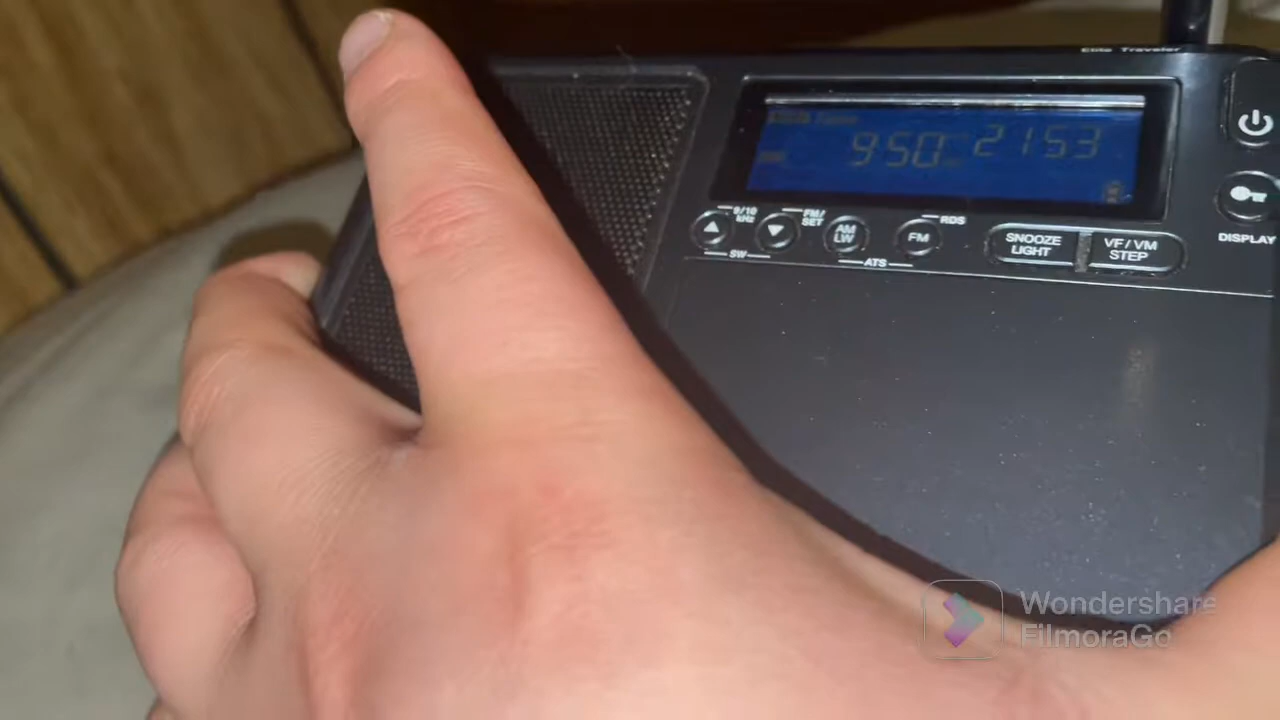 Elite Traveler
950 2153
9/10
kHz
FM/
SET
AM
LW
FM
RDS
SNOOZE
LIGHT
VF / VM
STEP
SW
ATS
DISPLAY
Wondershare
FilmoraGo